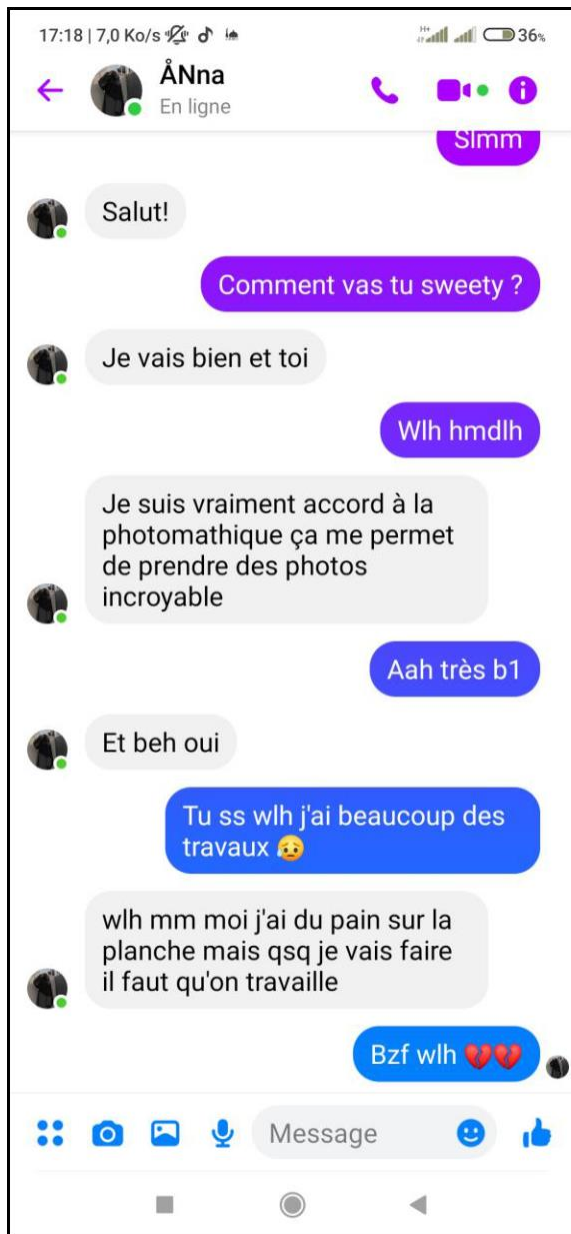 17:18 | 7,0 Ko/s
H+
36%
ÅNna
En ligne
Slmm
Salut!
Comment vas tu sweety ?
Je vais bien et toi
Wlh hmdlh
Je suis vraiment accord à la
photomathique ça me permet
de prendre des photos
incroyable
Aah très b1
Et beh oui
Tu ss wlh j'ai beaucoup des
travaux 😥
wlh mm moi j'ai du pain sur la
planche mais qsq je vais faire
il faut qu'on travaille
Bzf wlh 💔💔
Message